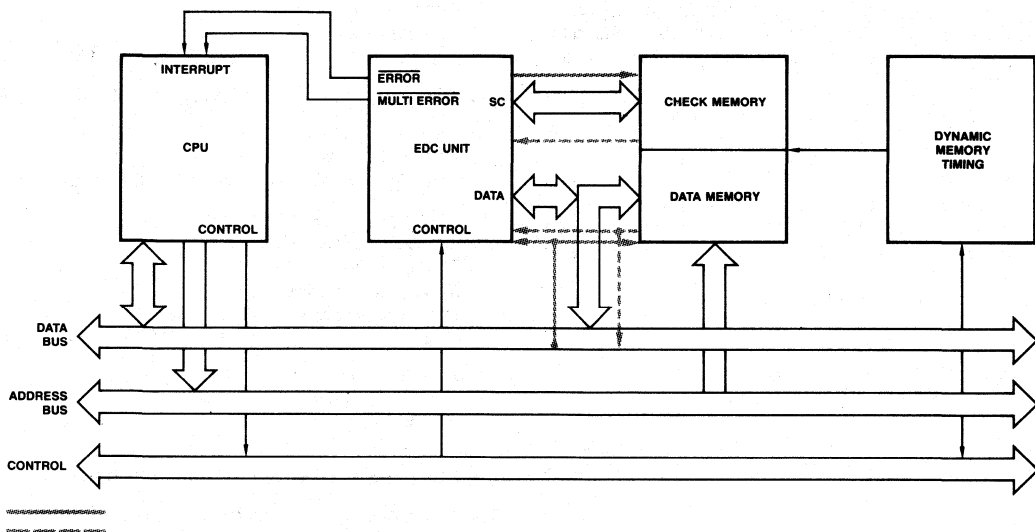 INTERRUPT
CPU
CONTROL
ERROR
MULTI ERROR
SC
EDC UNIT
DATA
CONTROL
CHECK MEMORY
DATA MEMORY
DYNAMIC
MEMORY
TIMING
DATA
BUS
ADDRESS
BUS
CONTROL